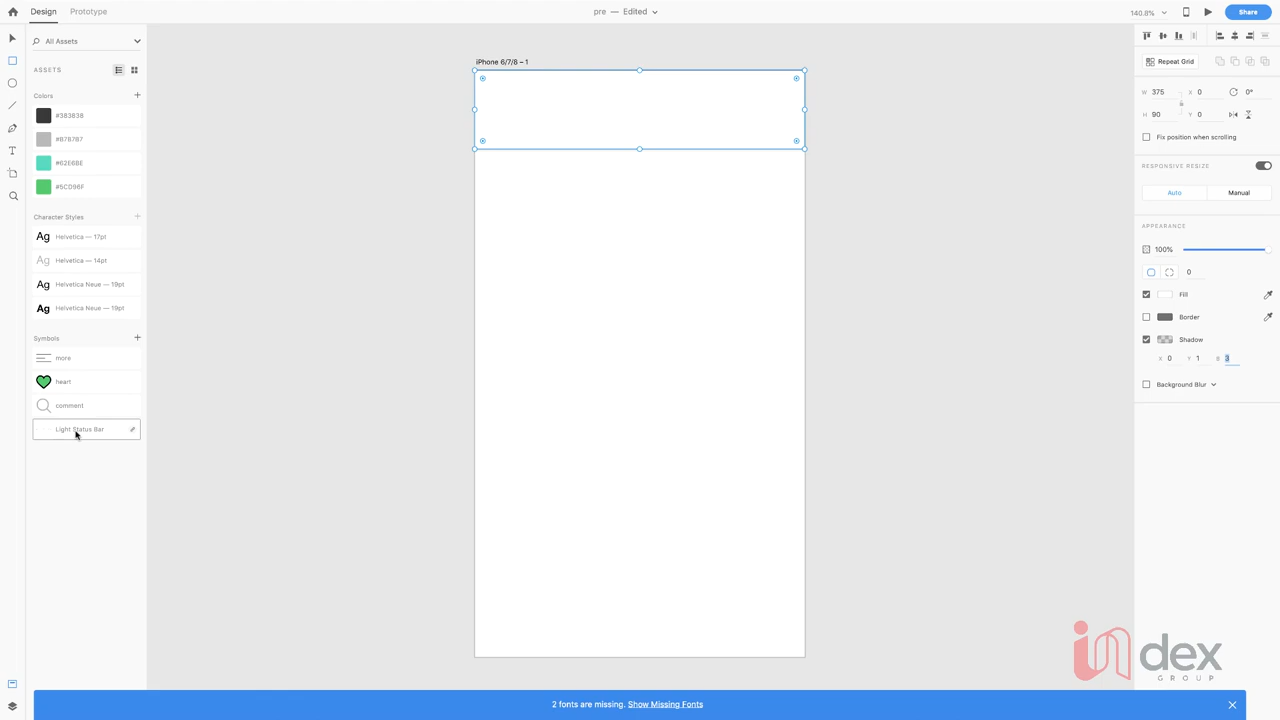 Design
Prototype
pre — Edited
140.8%
Share
All Assets
ASSETS
Colors
#383838
#B7B7B7
#62E6BE
#5CD96F
Character Styles
Ag Helvetica — 17pt
Ag Helvetica — 14pt
Ag Helvetica Neue — 19pt
Ag Helvetica Neue — 19pt
Symbols
more
heart
comment
Light Status Bar
iPhone 6/7/8 – 1
Repeat Grid
W 375 X 0 0°
H 90 Y 0
Fix position when scrolling
RESPONSIVE RESIZE
Auto Manual
APPEARANCE
100%
0
Fill
Border
Shadow
X 0 Y 1 B 3
Background Blur
index
GROUP
2 fonts are missing. Show Missing Fonts